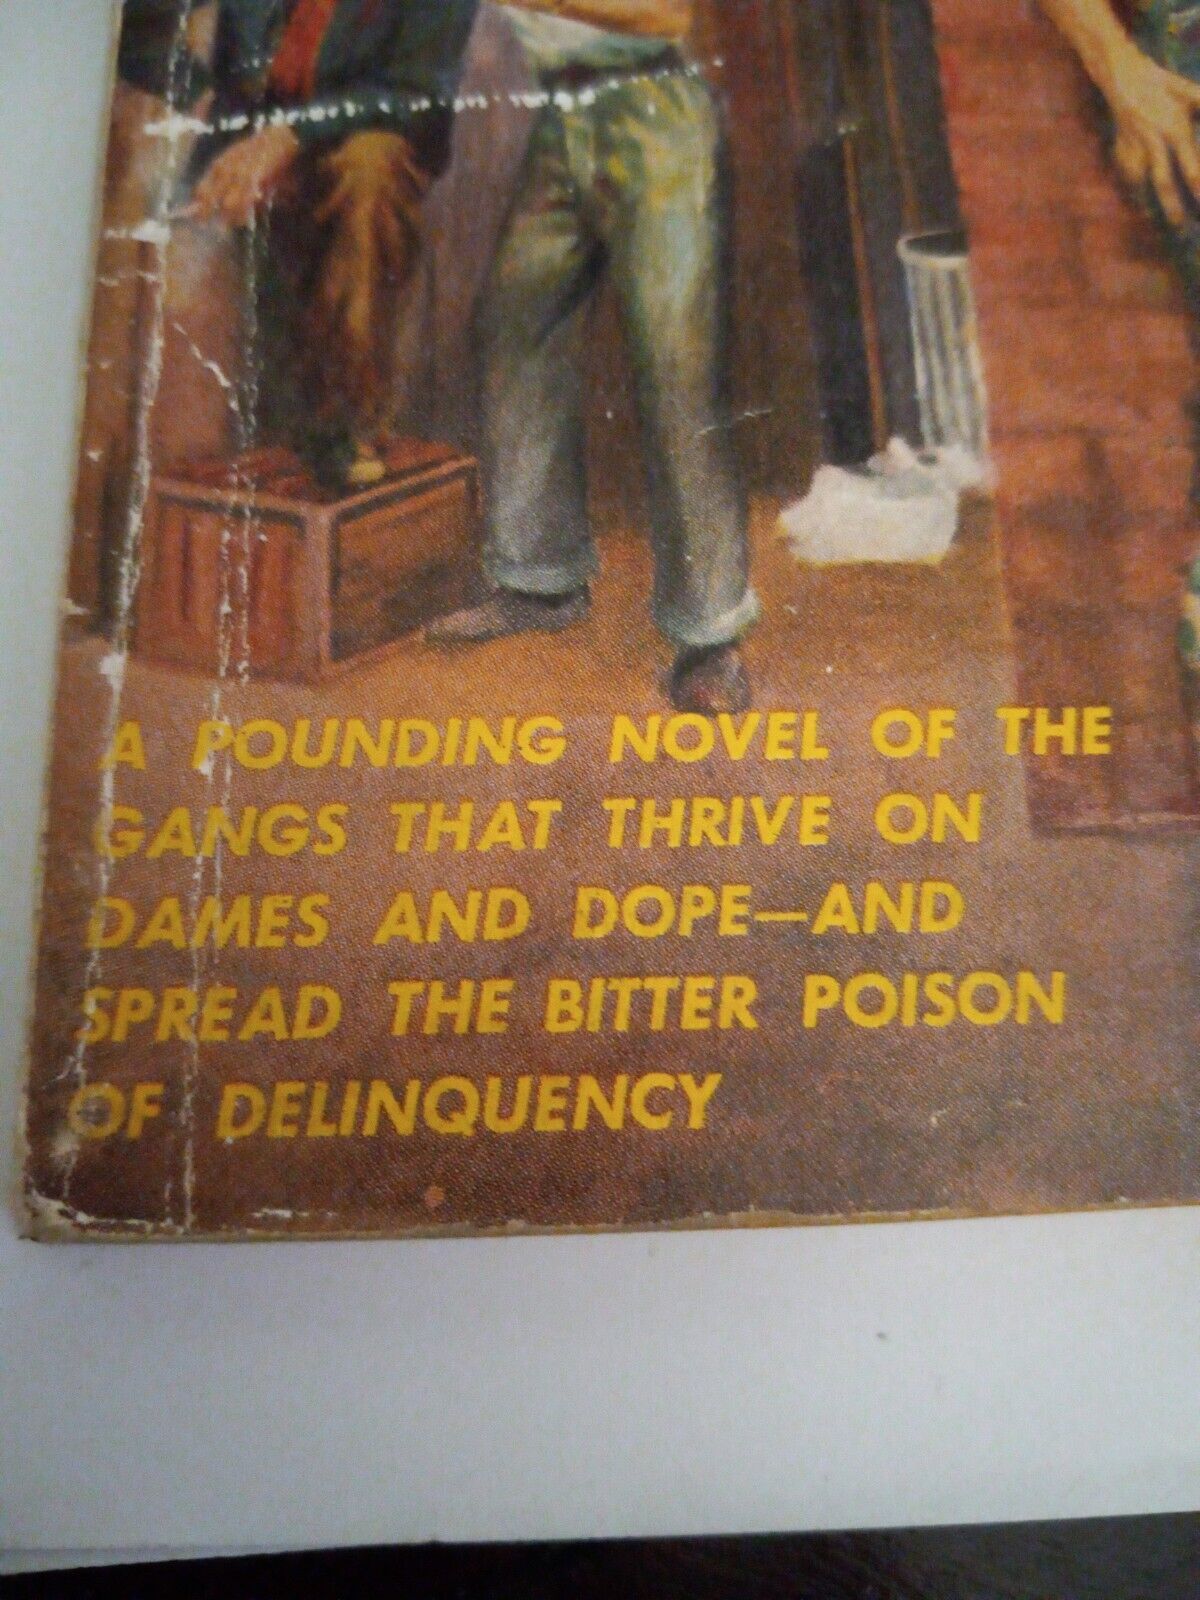 A POUNDING NOVEL OF THE
GANGS THAT THRIVE ON
DAMES AND DOPE—AND
SPREAD THE BITTER POISON
OF DELINQUENCY